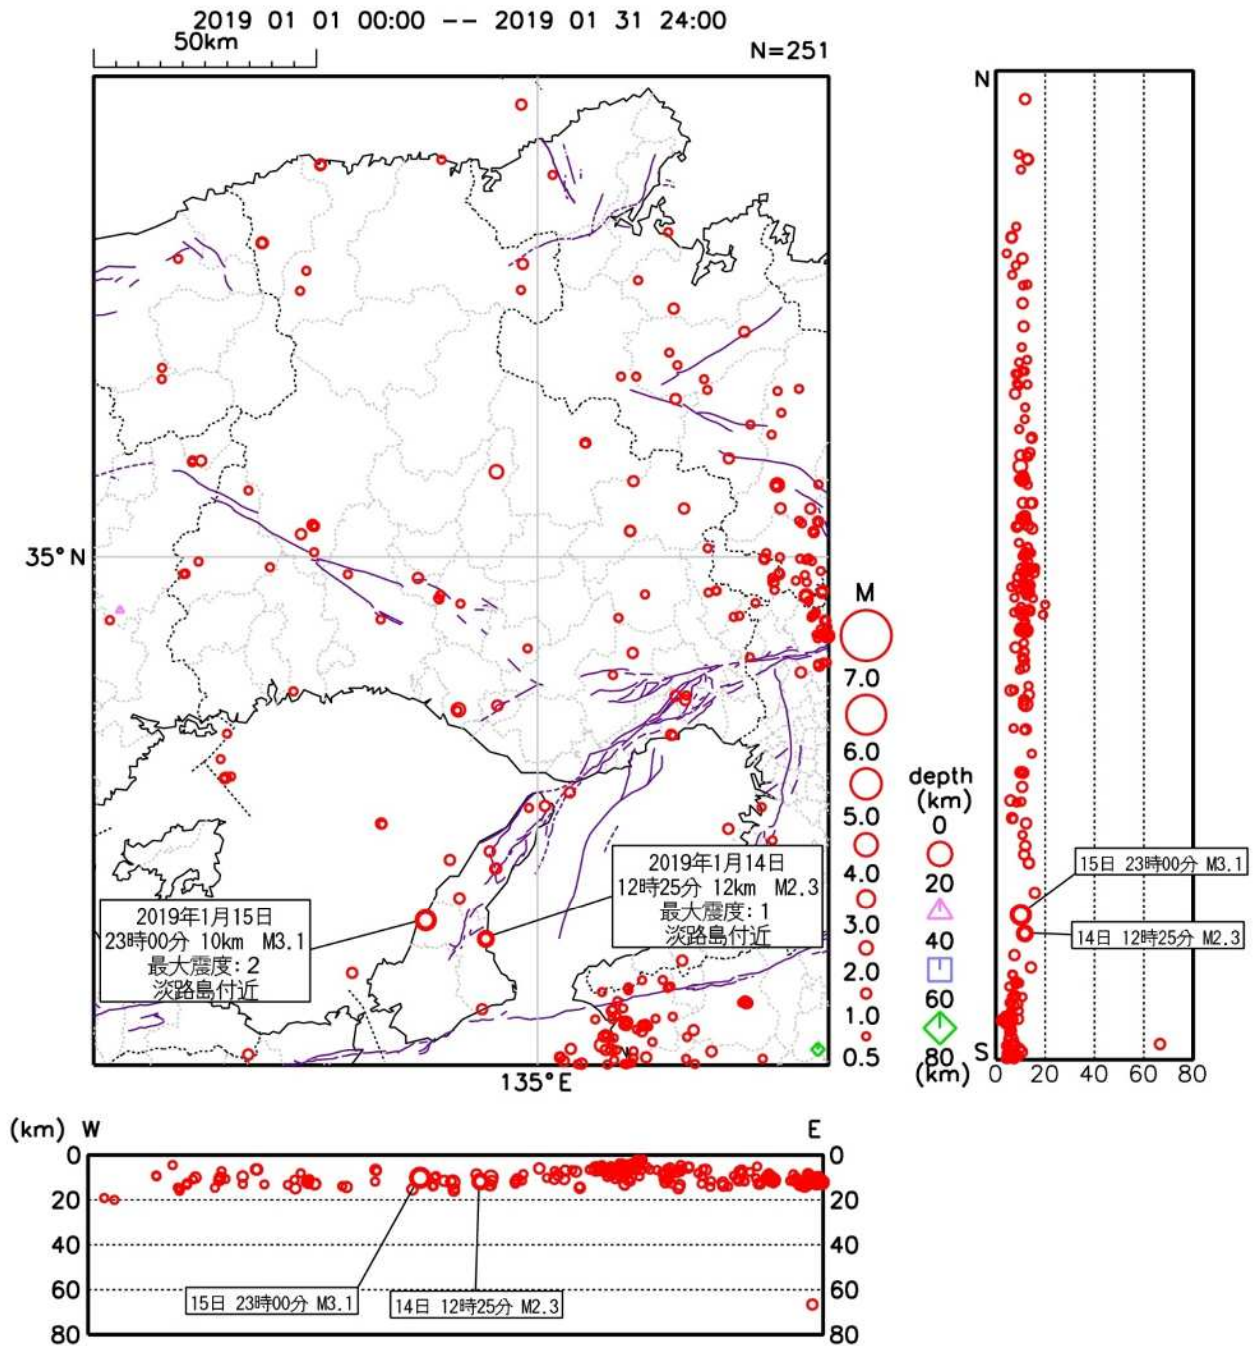 2019 01 01 00:00 -- 2019 01 31 24:00
50km
N=251
35°N
135°E
2019年1月15日
23時00分 10km M3.1
最大震度: 2
淡路島付近
2019年1月14日
12時25分 12km M2.3
最大震度: 1
淡路島付近
M
7.0
6.0
5.0
4.0
3.0
2.0
1.0
0.5
depth
(km)
0
20
40
60
80
(km)
N
S
15日 23時00分 M3.1
14日 12時25分 M2.3
0 20 40 60 80
(km) W E
0 0
20 20
40 40
60 60
80 80
15日 23時00分 M3.1
14日 12時25分 M2.3